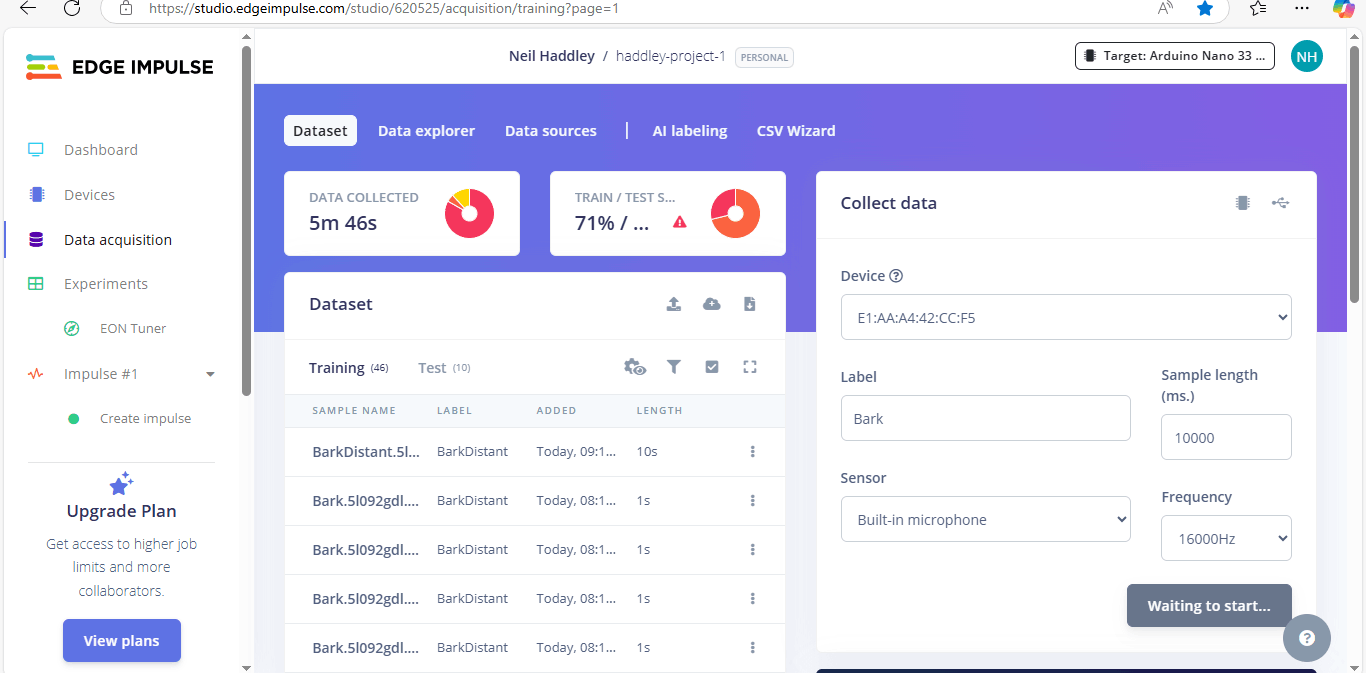 https://studio.edgeimpulse.com/studio/620525/acquisition/training?page=1
EDGE IMPULSE
Dashboard
Devices
Data acquisition
Experiments
EON Tuner
Impulse #1
Create impulse
Upgrade Plan
Get access to higher job
limits and more
collaborators.
View plans
Neil Haddley / haddley-project-1 PERSONAL
Target: Arduino Nano 33 ...
NH
Dataset Data explorer Data sources | AI labeling CSV Wizard
DATA COLLECTED
5m 46s
TRAIN / TEST S...
71% / ...
Dataset
Training (46) Test (10)
SAMPLE NAME LABEL ADDED LENGTH
BarkDistant.5l... BarkDistant Today, 09:1... 10s
Bark.5l092gdl.... BarkDistant Today, 08:1... 1s
Bark.5l092gdl.... BarkDistant Today, 08:1... 1s
Bark.5l092gdl.... BarkDistant Today, 08:1... 1s
Bark.5l092gdl.... BarkDistant Today, 08:1... 1s
Collect data
Device ?
E1:AA:A4:42:CC:F5
Label
Bark
Sample length
(ms.)
10000
Sensor
Built-in microphone
Frequency
16000Hz
Waiting to start...
?